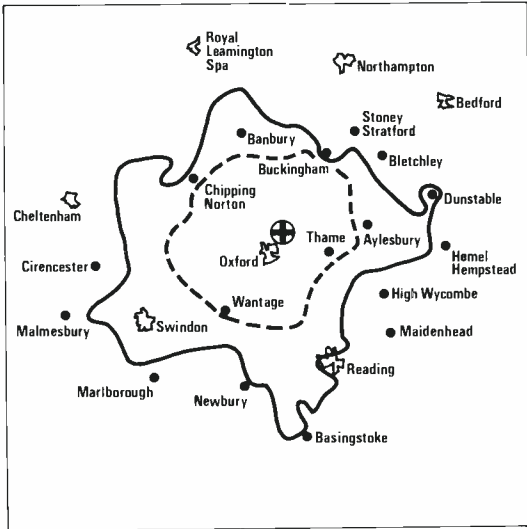 Royal
Leamington
Spa
Northampton
Bedford
Stoney
Stratford
Banbury
Buckingham
Bletchley
Chipping
Norton
Dunstable
Cheltenham
Thame
Aylesbury
Oxford
Homel
Hempstead
Cirencester
Wantage
High Wycombe
Malmesbury
Swindon
Maidenhead
Reading
Marlborough
Newbury
Basingstoke